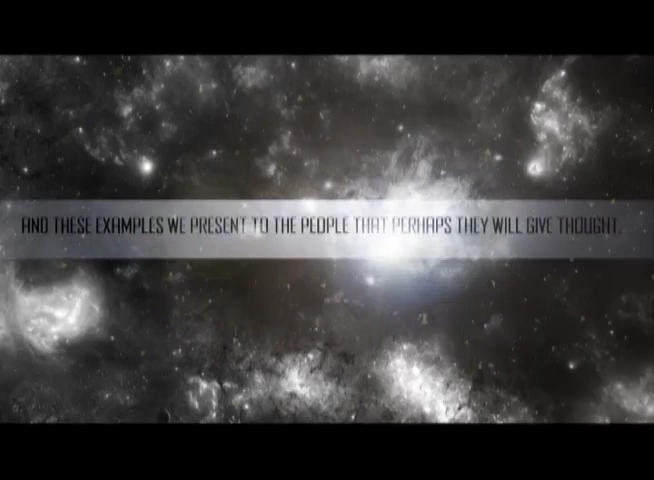 AND THESE EXAMPLES WE PRESENT TO THE PEOPLE THAT PERHAPS THEY WILL GIVE THOUGHT.